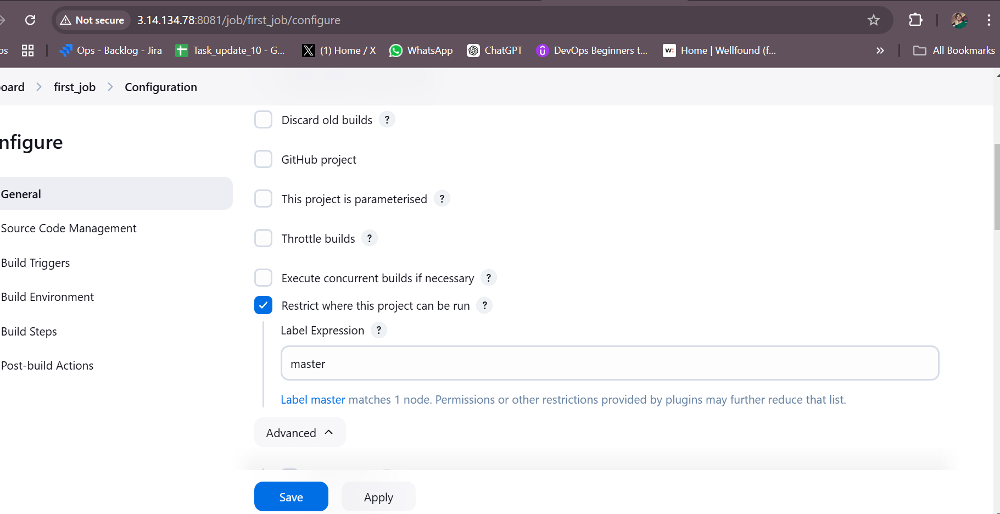 Not secure 3.14.134.78:8081/job/first_job/configure
ps Ops - Backlog - Jira Task_update_10 - G... X (1) Home / X WhatsApp ChatGPT DevOps Beginners t... w: Home | Wellfound (f... » All Bookmarks
oard > first_job > Configuration
nfigure
General
Source Code Management
Build Triggers
Build Environment
Build Steps
Post-build Actions
Discard old builds ?
GitHub project
This project is parameterised ?
Throttle builds ?
Execute concurrent builds if necessary ?
Restrict where this project can be run ?
Label Expression ?
master
Label master matches 1 node. Permissions or other restrictions provided by plugins may further reduce that list.
Advanced
Save Apply